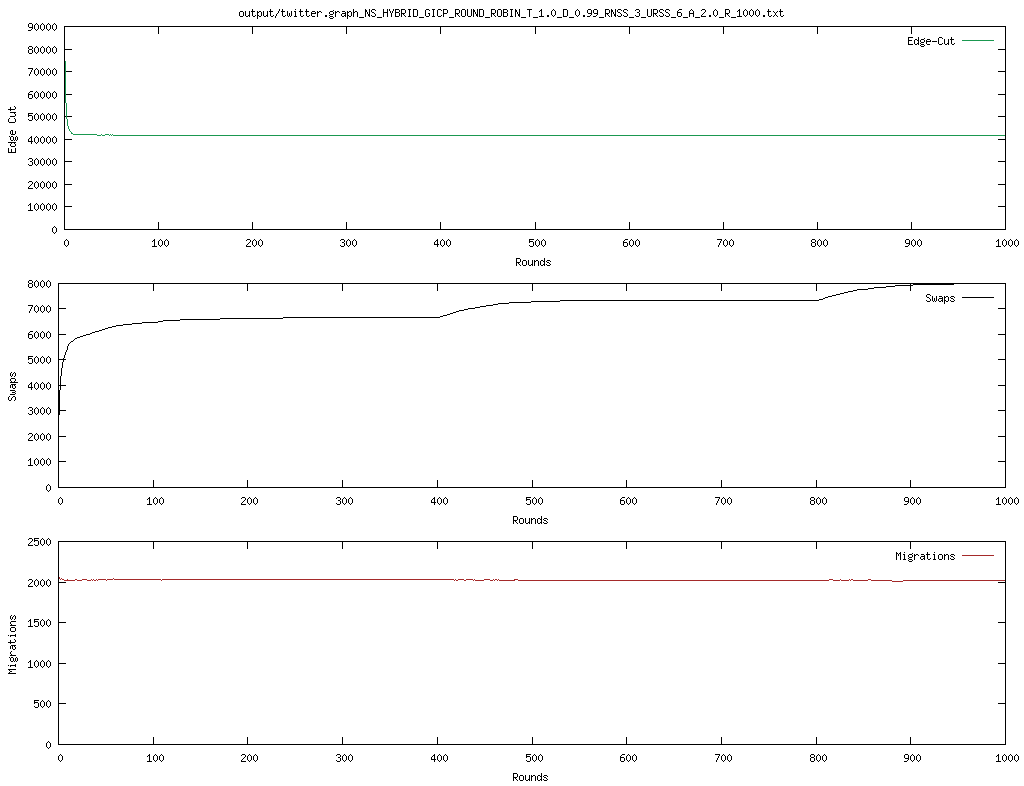 output/twitter.graph_NS_HYBRID_GICP_ROUND_ROBIN_T_1.0_D_0.99_RNSS_3_URSS_6_A_2.0_R_1000.txt
90000
Edge-Cut
80000
70000
60000
50000
Edge Cut
40000
30000
20000
10000
0
0 100 200 300 400 500 600 700 800 900 1000
Rounds
8000
Swaps
7000
6000
5000
Swaps
4000
3000
2000
1000
0
0 100 200 300 400 500 600 700 800 900 1000
Rounds
2500
Migrations
2000
1500
Migrations
1000
500
0
0 100 200 300 400 500 600 700 800 900 1000
Rounds